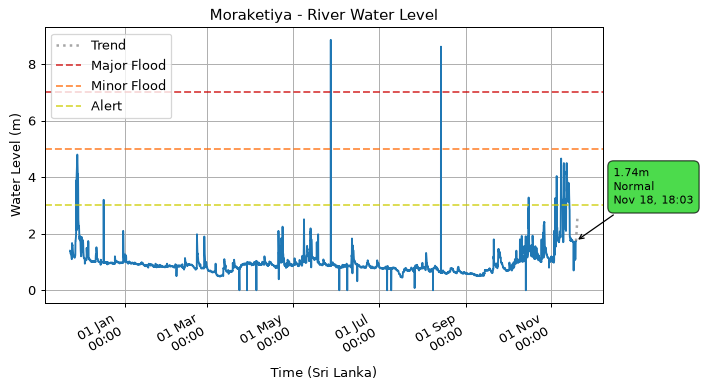 Moraketiya - River Water Level
Trend
Major Flood
Minor Flood
Alert
Water Level (m)
8
6
4
2
0
1.74m
Normal
Nov 18, 18:03
01 Jan
00:00
01 Mar
00:00
01 May
00:00
01 Jul
00:00
01 Sep
00:00
01 Nov
00:00
Time (Sri Lanka)